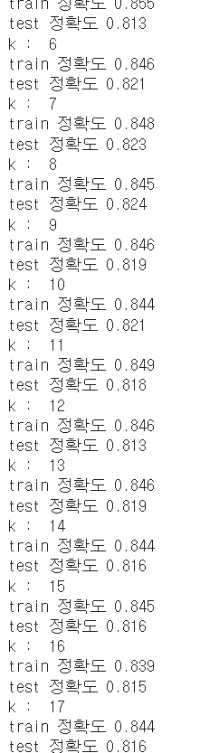 train 정확도 0.855
test 정확도 0.813
k :  6
train 정확도 0.846
test 정확도 0.821
k :  7
train 정확도 0.848
test 정확도 0.823
k :  8
train 정확도 0.845
test 정확도 0.824
k :  9
train 정확도 0.846
test 정확도 0.819
k :  10
train 정확도 0.844
test 정확도 0.821
k :  11
train 정확도 0.849
test 정확도 0.818
k :  12
train 정확도 0.846
test 정확도 0.813
k :  13
train 정확도 0.846
test 정확도 0.819
k :  14
train 정확도 0.844
test 정확도 0.816
k :  15
train 정확도 0.845
test 정확도 0.816
k :  16
train 정확도 0.839
test 정확도 0.815
k :  17
train 정확도 0.844
test 정확도 0.816